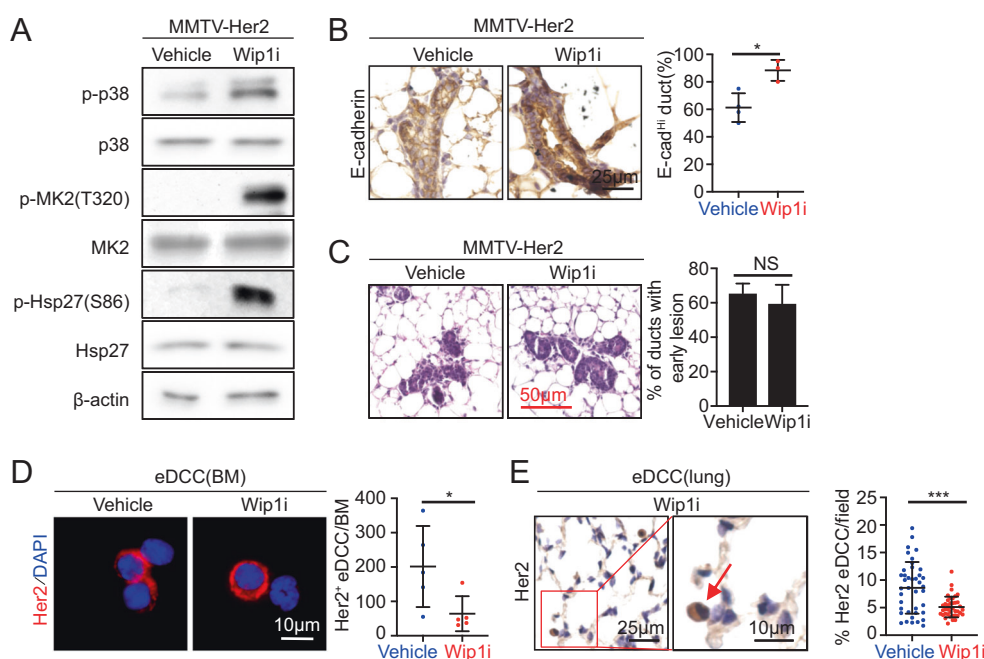 A
MMTV-Her2
Vehicle Wip1i
p-p38
p38
p-MK2(T320)
MK2
p-Hsp27(S86)
Hsp27
β-actin
B
MMTV-Her2
Vehicle Wip1i
E-cadherin
25μm
E-cadHi duct(%)
100
80
60
40
20
0
*
Vehicle Wip1i
C
MMTV-Her2
Vehicle Wip1i
50μm
% of ducts with
early lesion
80
60
40
20
0
NS
Vehicle Wip1i
D
eDCC(BM)
Vehicle Wip1i
Her2/DAPI
10μm
Her2+ eDCC/BM
400
300
200
100
0
*
Vehicle Wip1i
E
eDCC(lung)
Wip1i
Her2
25μm
10μm
% Her2 eDCC/field
25
20
15
10
5
0
***
Vehicle Wip1i